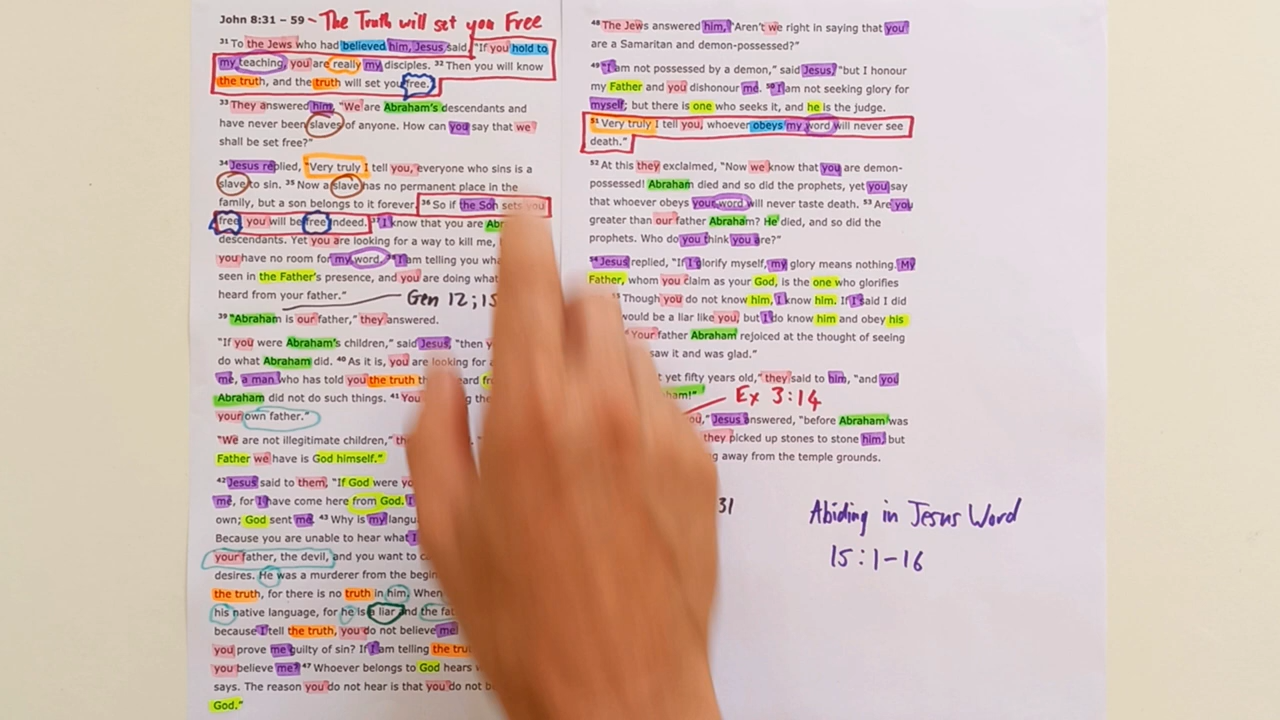 John 8:31 – 59 ~ The Truth will set you Free
31 To the Jews who had believed him, Jesus said, "If you hold to
my teaching, you are really my disciples. 32 Then you will know
the truth, and the truth will set you free."
33 They answered him, "We are Abraham's descendants and
have never been slaves of anyone. How can you say that we
shall be set free?"
34 Jesus replied, "Very truly I tell you, everyone who sins is a
slave to sin. 35 Now a slave has no permanent place in the
family, but a son belongs to it forever. 36 So if the Son sets you
free, you will be free indeed. 37 I know that you are
descendants. Yet you are looking for a way to kill me,
you have no room for my word. 38 I am telling you
seen in the Father's presence, and you are doing what
heard from your father."
Gen 12;
39 "Abraham is our father," they answered.
"If you were Abraham's children," said Jesus, "then
do what Abraham did. 40 As it is, you are looking for
me, a man who has told you the truth
Abraham did not do such things. 41
your own father."
"We are not illegitimate children,"
Father we have is God himself."
42 Jesus said to them, "If God were
me, for I have come here from God. I
own; God sent me. 43 Why is my
Because you are unable to hear what
your father, the devil, and you want to
desires. He was a murderer from the
the truth, for there is no truth in him. When
his native language, for he is a liar and the
because I tell the truth, you do not believe me!
you prove me guilty of sin? If I am telling the
you believe me? 47 Whoever belongs to God hears
says. The reason you do not hear is that you do not
God."
48 The Jews answered him, "Aren't we right in saying that you
are a Samaritan and demon-possessed?"
49 "I am not possessed by a demon," said Jesus, "but I honour
my Father and you dishonour me. 50 I am not seeking glory for
myself; but there is one who seeks it, and he is the judge.
51 Very truly I tell you, whoever obeys my word will never see
death."
52 At this they exclaimed, "Now we know that you are demon-
possessed! Abraham died and so did the prophets, yet you say
that whoever obeys your word will never taste death. 53 Are you
greater than our father Abraham? He died, and so did the
prophets. Who do you think you are?"
54 Jesus replied, "If I glorify myself, my glory means nothing. My
Father, whom you claim as your God, is the one who glorifies
Though you do not know him, I know him. If I said I did
would be a liar like you, but I do know him and obey his
Your father Abraham rejoiced at the thought of seeing
saw it and was glad."
yet fifty years old," they said to him, "and you
Ex 3:14
Jesus answered, "before Abraham was
they picked up stones to stone him, but
away from the temple grounds.
31
Abiding in Jesus Word
15:1-16